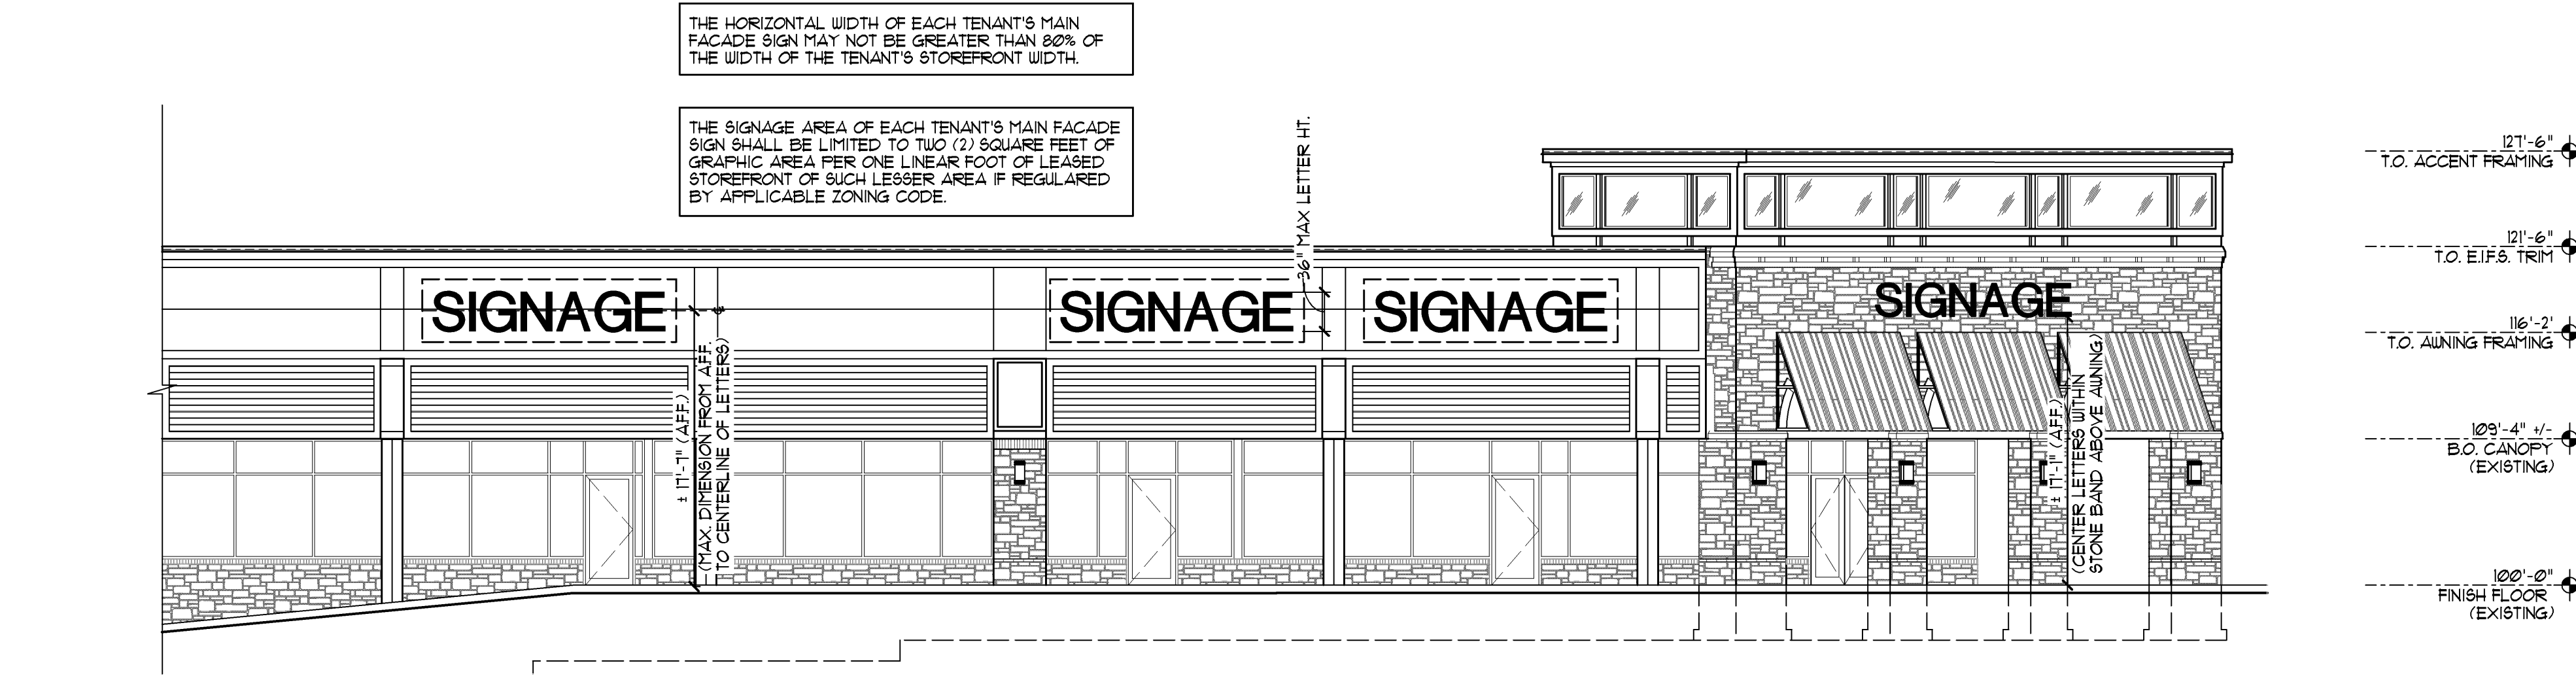 THE HORIZONTAL WIDTH OF EACH TENANT'S MAIN
FACADE SIGN MAY NOT BE GREATER THAN 80% OF
THE WIDTH OF THE TENANT'S STOREFRONT WIDTH.
THE SIGNAGE AREA OF EACH TENANT'S MAIN FACADE
SIGN SHALL BE LIMITED TO TWO (2) SQUARE FEET OF
GRAPHIC AREA PER ONE LINEAR FOOT OF LEASED
STOREFRONT OF SUCH LESSER AREA IF REGULARED
BY APPLICABLE ZONING CODE.
36" MAX LETTER HT.
SIGNAGE
SIGNAGE
SIGNAGE
SIGNAGE
± 17'-7" (A.F.F.)
(MAX. DIMENSION FROM A.F.F.
TO CENTERLINE OF LETTERS)
± 17'-1" (A.F.F.)
(CENTER LETTERS WITHIN
STONE BAND ABOVE AWNING)
127'-6"
T.O. ACCENT FRAMING
121'-6"
T.O. E.I.F.S. TRIM
116'-2'
T.O. AWNING FRAMING
109'-4" +/-
B.O. CANOPY
(EXISTING)
100'-0"
FINISH FLOOR
(EXISTING)